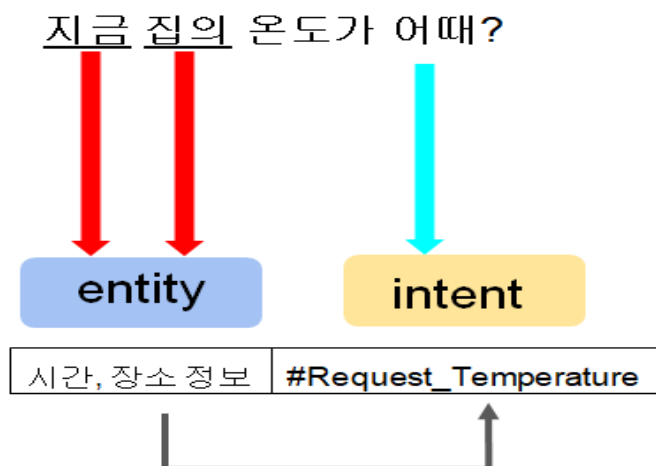 지금 집의 온도가 어때?
entity intent
시간, 장소 정보 #Request_Temperature